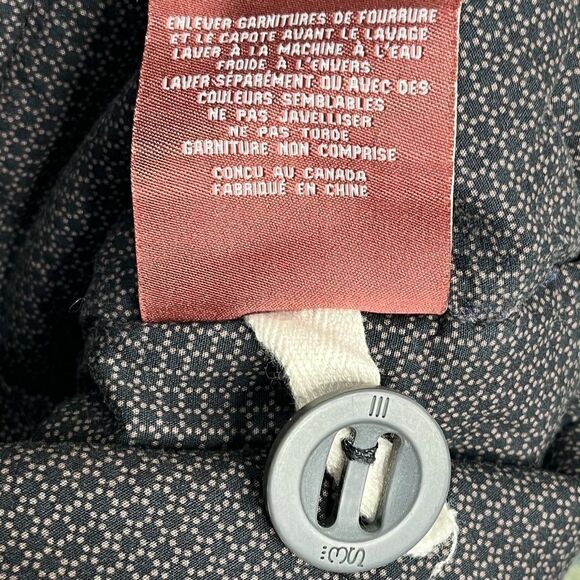 ENLEVER GARNITURES DE FOURRURE
ET LE CAPOTE AVANT LE LAVAGE
LAVER À LA MACHINE À L'EAU
FROIDE À L'ENVERS
LAVER SÉPARÉMENT OU AVEC DES
COULEURS SEMBLABLES
NE PAS JAVELLISER
NE PAS TORDE
GARNITURE NON COMPRISE
CONCU AU CANADA
FABRIQUÉ EN CHINE